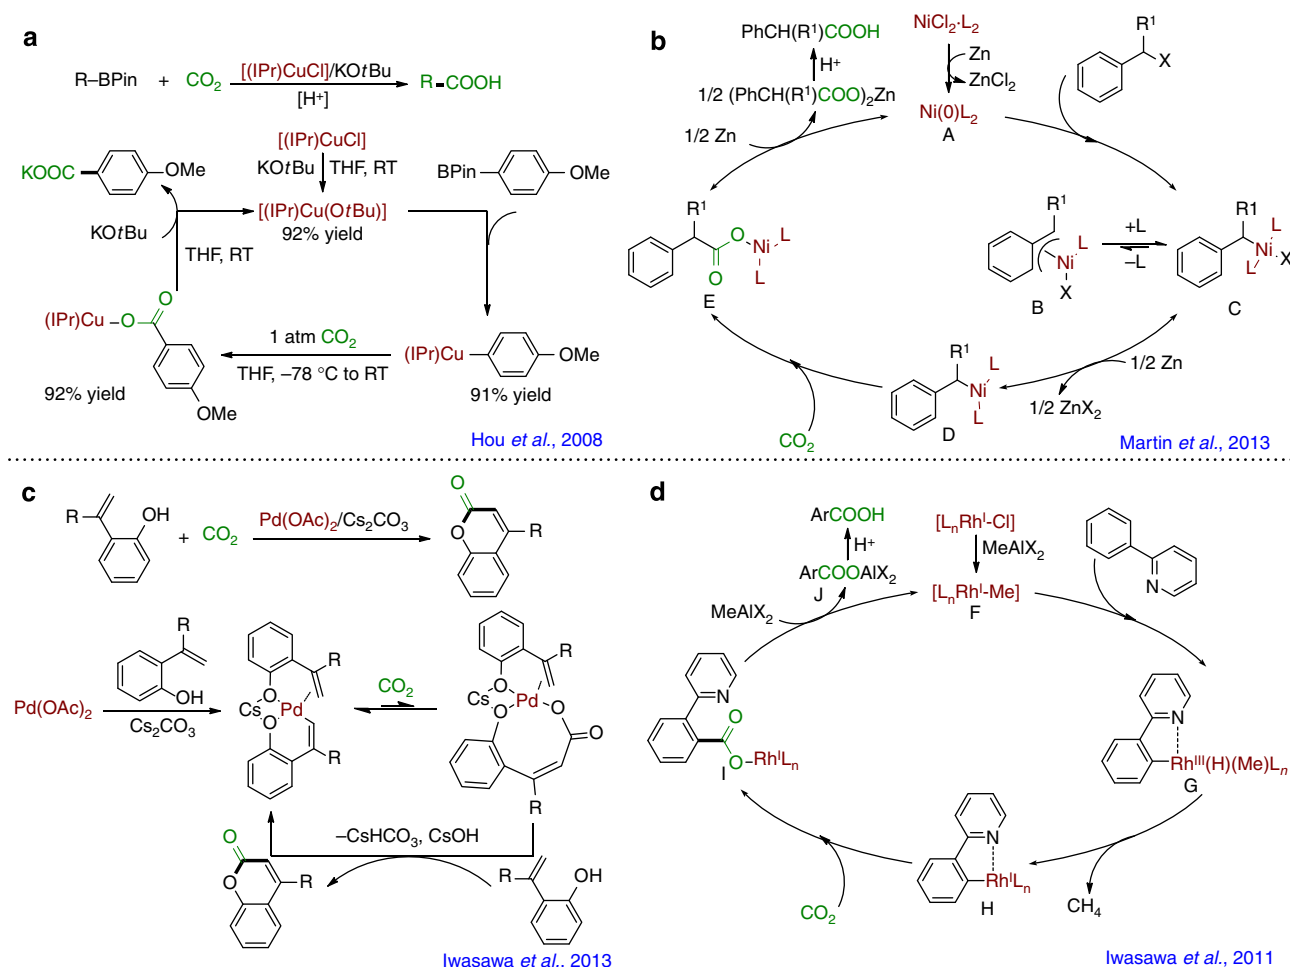 a
R–BPin + CO2 [(IPr)CuCl]/KOtBu R–COOH
[H+]
[(IPr)CuCl]
KOtBu THF, RT
KOOC OMe
BPin OMe
[(IPr)Cu(OtBu)]
92% yield
KOtBu
THF, RT
O
(IPr)Cu–O
1 atm CO2
THF, –78 °C to RT
(IPr)Cu OMe
91% yield
92% yield
OMe
Hou et al., 2008
b
PhCH(R1)COOH
H+
1/2 (PhCH(R1)COO)2Zn
1/2 Zn
NiCl2·L2
Zn
ZnCl2
Ni(0)L2
A
R1
X
R1
O Ni L
L
O
E
R1
Ni L
X
B
+L
–L
R1
L
Ni
L X
C
1/2 Zn
1/2 ZnX2
R1
Ni L
L
D
CO2
Martin et al., 2013
c
R OH
+ CO2 Pd(OAc)2/Cs2CO3
O
O R
R
OH
Pd(OAc)2
Cs2CO3
R
O
Cs Pd
O
R
CO2
R
O
Cs Pd
O O
O
R
–CsHCO3, CsOH
O
O R
R OH
Iwasawa et al., 2013
d
ArCOOH
H+
ArCOOAlX2
J
MeAlX2
[LnRhI-Cl]
MeAlX2
[LnRhI-Me]
F
N
N
O
O–RhILn
I
N
RhIII(H)(Me)Ln
G
CH4
N
RhILn
H
CO2
Iwasawa et al., 2011